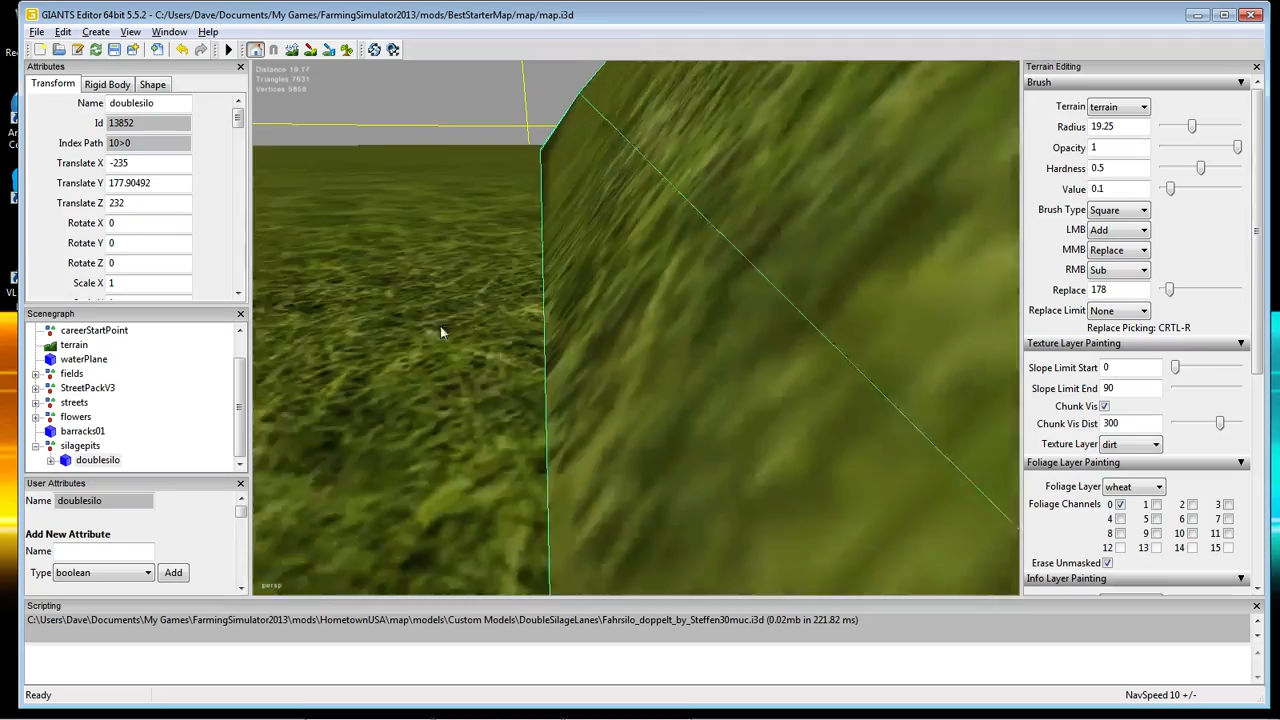 GIANTS Editor 64bit 5.5.2 - C:/Users/Dave/Documents/My Games/FarmingSimulator2013/mods/BestStarterMap/map/map.i3d
File Edit Create View Window Help
Attributes
Transform Rigid Body Shape
Name doublesilo
Id 13852
Index Path 10>0
Translate X -235
Translate Y 177.90492
Translate Z 232
Rotate X 0
Rotate Y 0
Rotate Z 0
Scale X 1
Scenegraph
careerStartPoint
terrain
waterPlane
fields
StreetPackV3
streets
flowers
barracks01
silagepits
doublesilo
User Attributes
Name doublesilo
Add New Attribute
Name
Type boolean Add
Triangles 7631
Vertices 5858
persp
Terrain Editing
Brush
Terrain terrain
Radius 19.25
Opacity 1
Hardness 0.5
Value 0.1
Brush Type Square
LMB Add
MMB Replace
RMB Sub
Replace 178
Replace Limit None
Replace Picking: CRTL-R
Texture Layer Painting
Slope Limit Start 0
Slope Limit End 90
Chunk Vis
Chunk Vis Dist 300
Texture Layer dirt
Foliage Layer Painting
Foliage Layer wheat
Foliage Channels 0 1 2 3
4 5 6 7
8 9 10 11
12 13 14 15
Erase Unmasked
Info Layer Painting
Scripting
C:\Users\Dave\Documents\My Games\FarmingSimulator2013\mods\HometownUSA\map\models\Custom Models\DoubleSilageLanes\Fahrsilo_doppelt_by_Steffen30muc.i3d (0.02mb in 221.82 ms)
Ready
NavSpeed 10 +/-